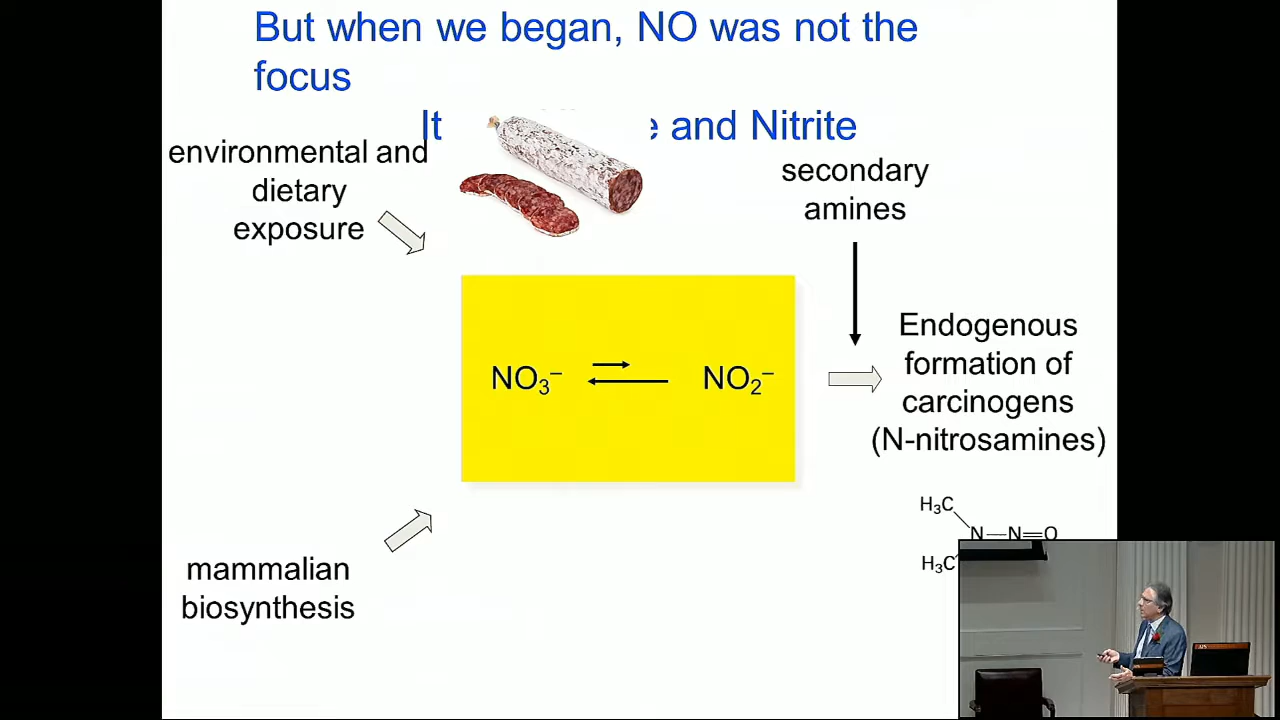 But when we began, NO was not the
focus
It and Nitrite
environmental and
dietary
exposure
secondary
amines
NO₃⁻ NO₂⁻
Endogenous
formation of
carcinogens
(N-nitrosamines)
H₃C
N—N=O
H₃C
mammalian
biosynthesis